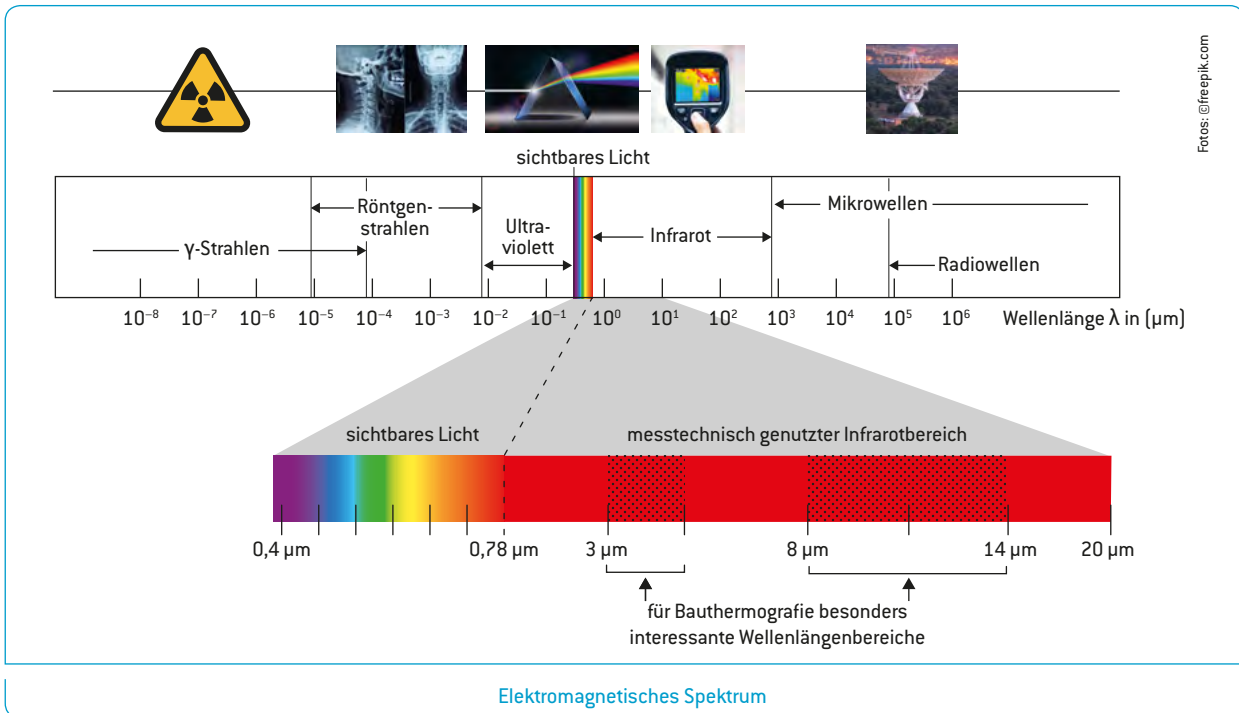 Fotos: ©freepik.com
sichtbares Licht
Röntgen-
strahlen
γ-Strahlen
Ultra-
violett
Infrarot
Mikrowellen
Radiowellen
10⁻⁸ 10⁻⁷ 10⁻⁶ 10⁻⁵ 10⁻⁴ 10⁻³ 10⁻² 10⁻¹ 10⁰ 10¹ 10² 10³ 10⁴ 10⁵ 10⁶ Wellenlänge λ in (µm)
sichtbares Licht
messtechnisch genutzter Infrarotbereich
0,4 µm 0,78 µm 3 µm 8 µm 14 µm 20 µm
für Bauthermografie besonders
interessante Wellenlängenbereiche
Elektromagnetisches Spektrum